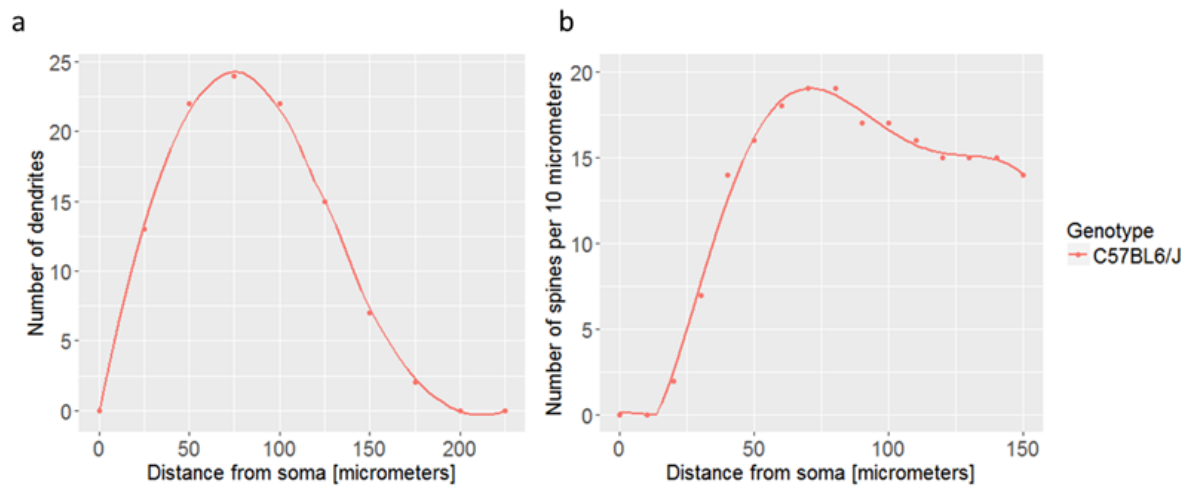 a
b
25
20
15
10
5
0
Number of dendrites
0 50 100 150 200
Distance from soma [micrometers]
20
15
10
5
0
Number of spines per 10 micrometers
0 50 100 150
Distance from soma [micrometers]
Genotype
C57BL6/J